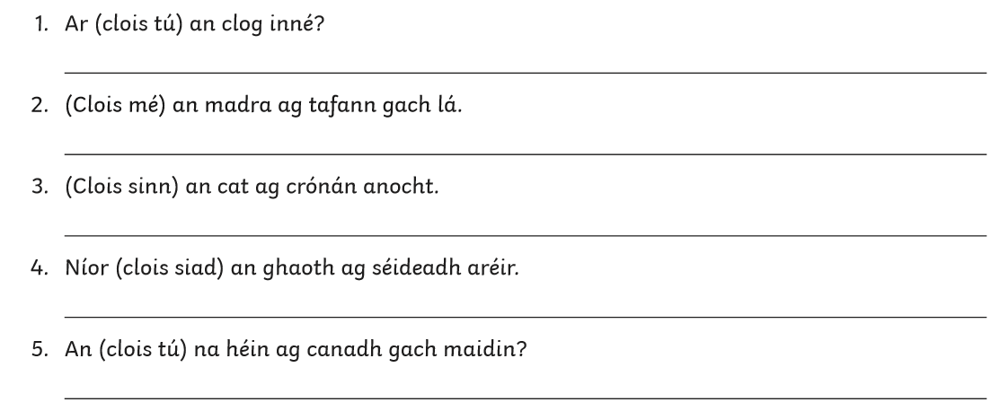 1. Ar (clois tú) an clog inné?
2. (Clois mé) an madra ag tafann gach lá.
3. (Clois sinn) an cat ag crónán anocht.
4. Níor (clois siad) an ghaoth ag séideadh aréir.
5. An (clois tú) na héin ag canadh gach maidin?